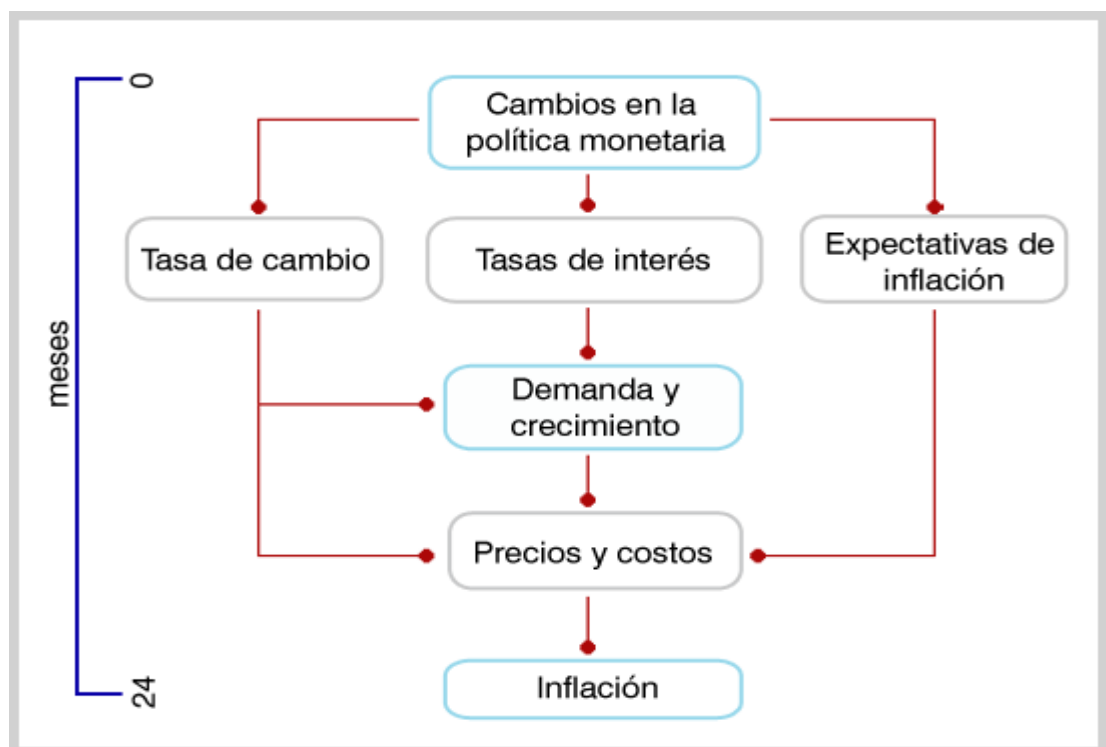 0
Cambios en la
política monetaria
Tasa de cambio
Tasas de interés
Expectativas de
inflación
meses
Demanda y
crecimiento
Precios y costos
Inflación
24